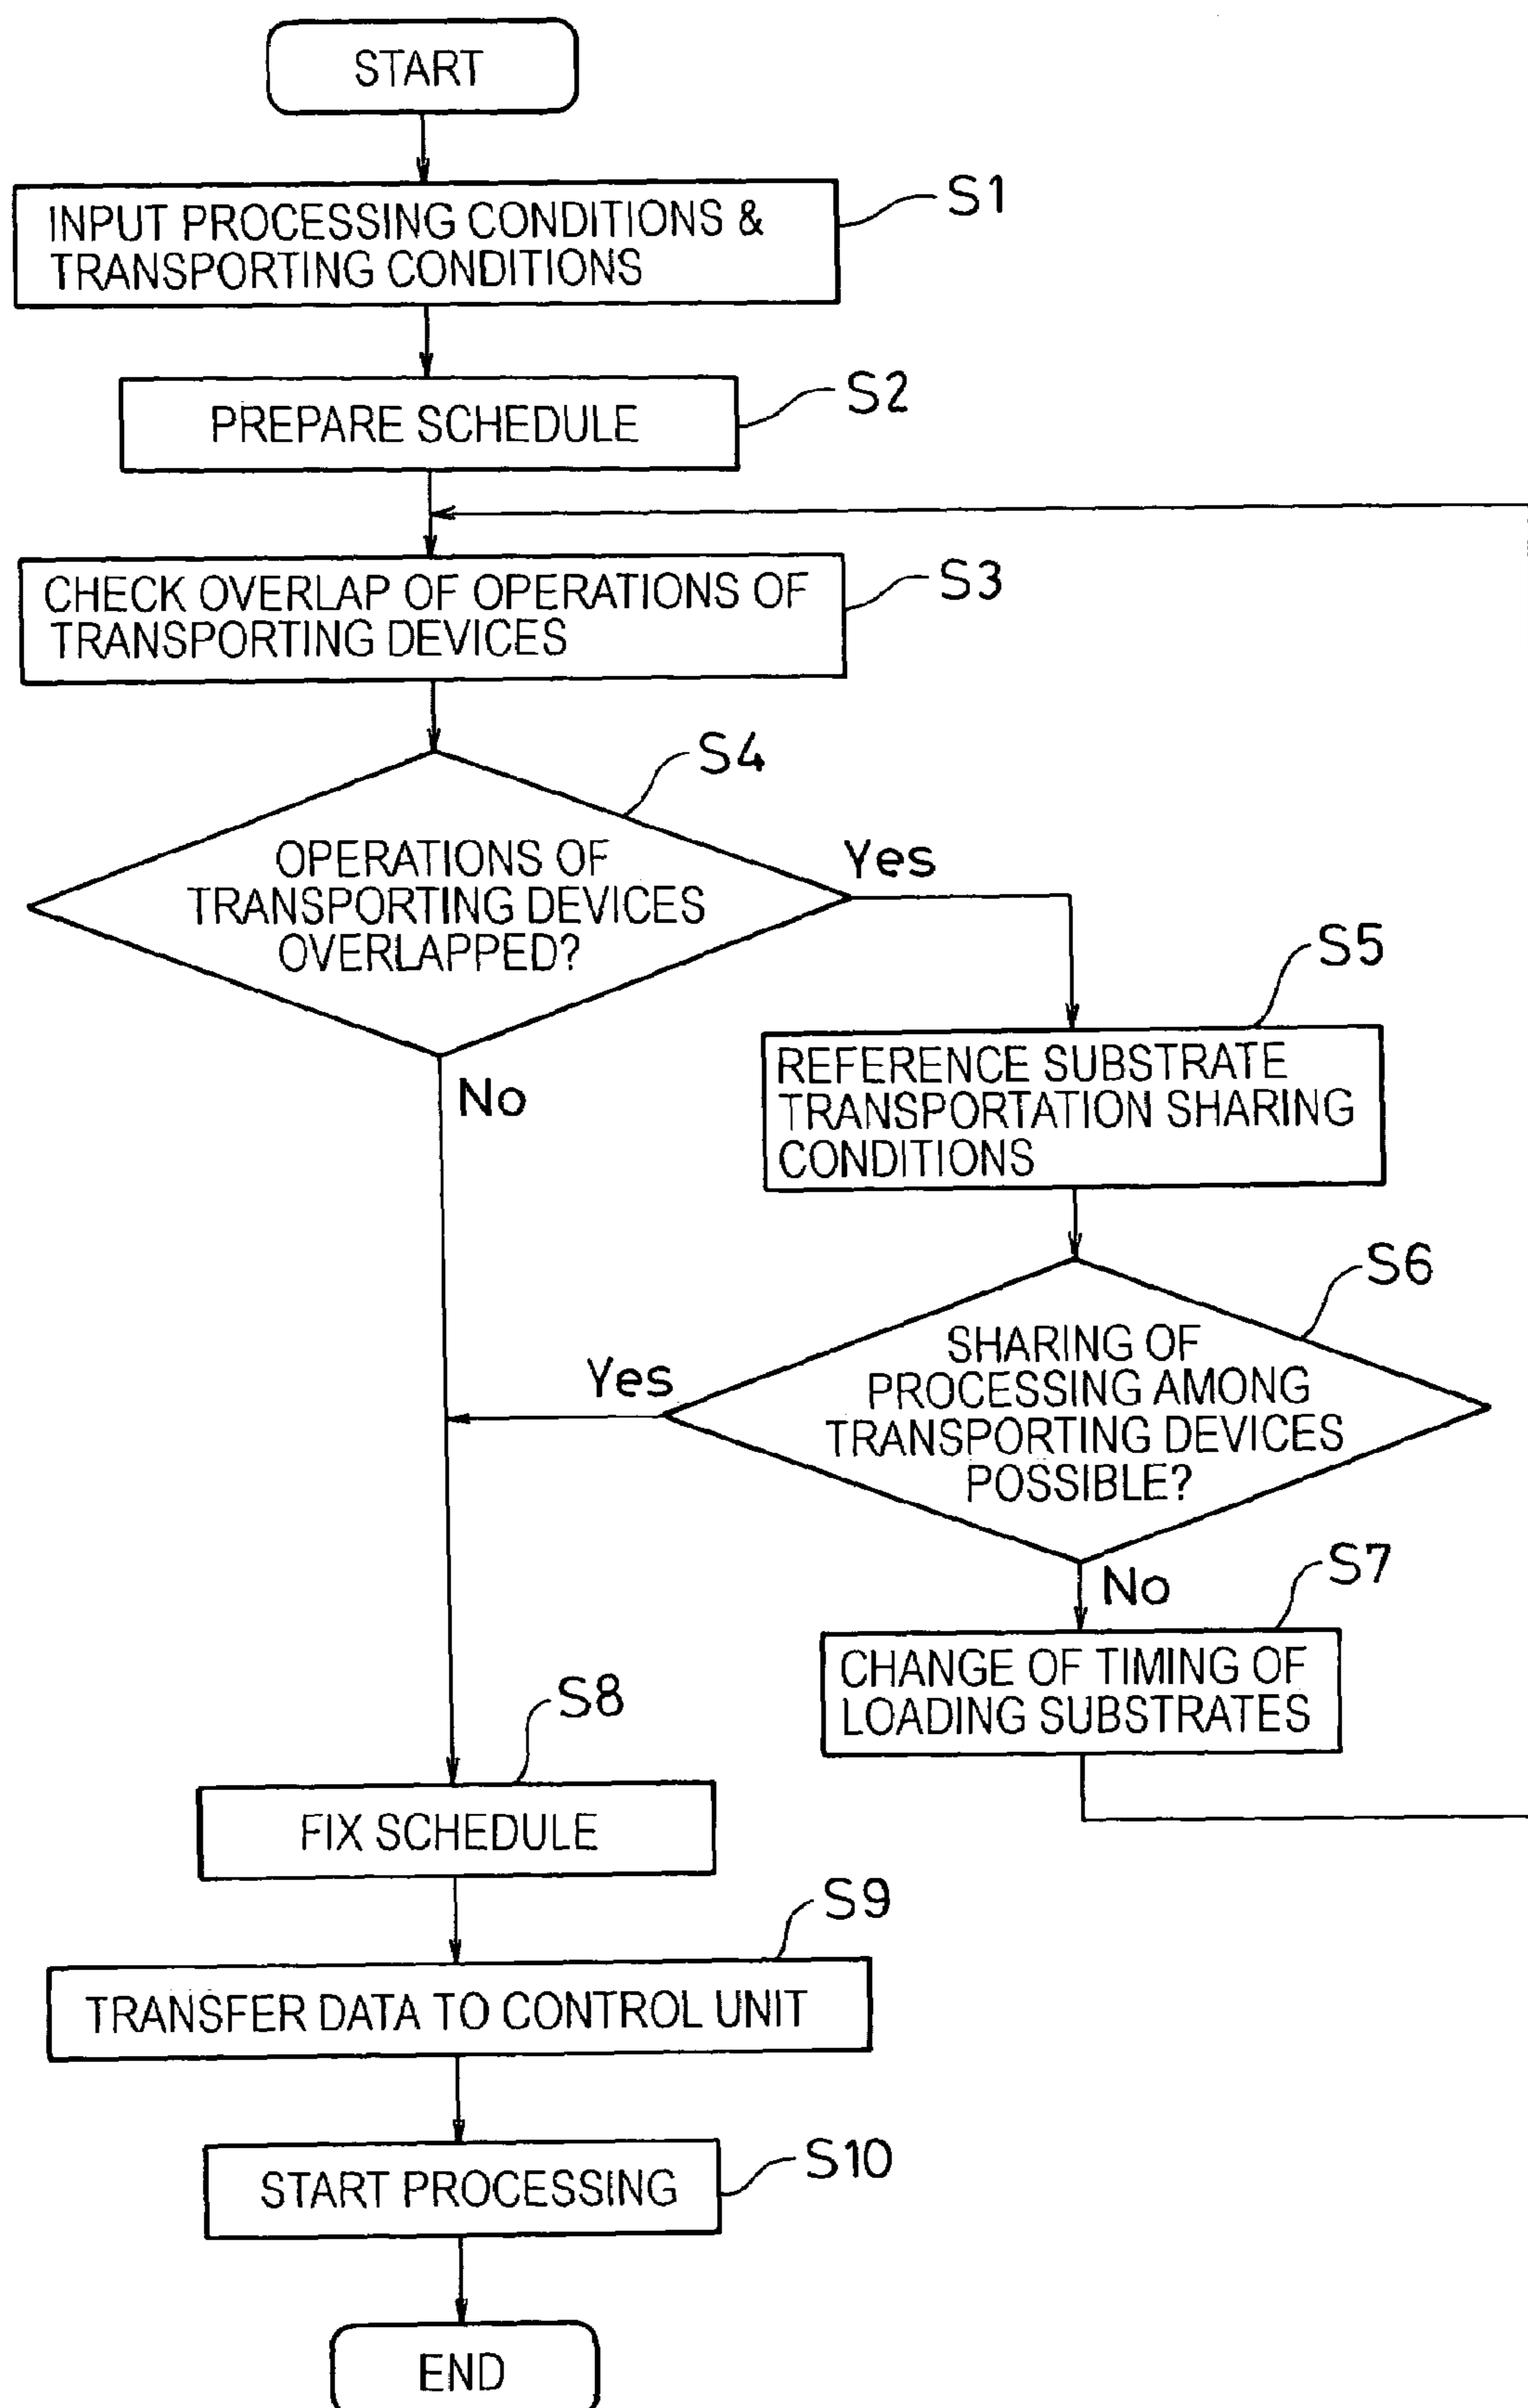 START
S1
INPUT PROCESSING CONDITIONS &
TRANSPORTING CONDITIONS
S2
PREPARE SCHEDULE
S3
CHECK OVERLAP OF OPERATIONS OF
TRANSPORTING DEVICES
S4
OPERATIONS OF
TRANSPORTING DEVICES
OVERLAPPED?
Yes
No
S5
REFERENCE SUBSTRATE
TRANSPORTATION SHARING
CONDITIONS
S6
SHARING OF
PROCESSING AMONG
TRANSPORTING DEVICES
POSSIBLE?
Yes
No
S7
CHANGE OF TIMING OF
LOADING SUBSTRATES
S8
FIX SCHEDULE
S9
TRANSFER DATA TO CONTROL UNIT
S10
START PROCESSING
END